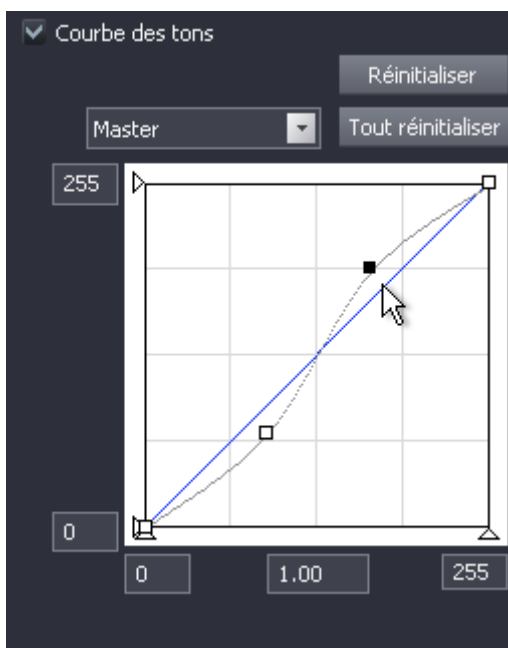 Courbe des tons
Réinitialiser
Master
Tout réinitialiser
255
0
0 1.00 255